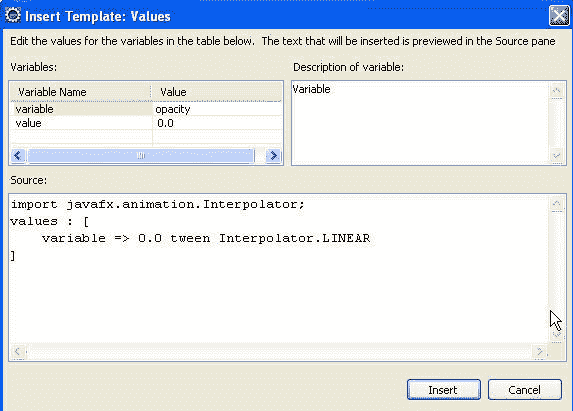 Insert Template: Values
Edit the values for the variables in the table below. The text that will be inserted is previewed in the Source pane
Variables:
Description of variable:
Variable Name Value
variable opacity
value 0.0
Variable
Source:
import javafx.animation.Interpolator;
values : [
variable => 0.0 tween Interpolator.LINEAR
]
Insert Cancel